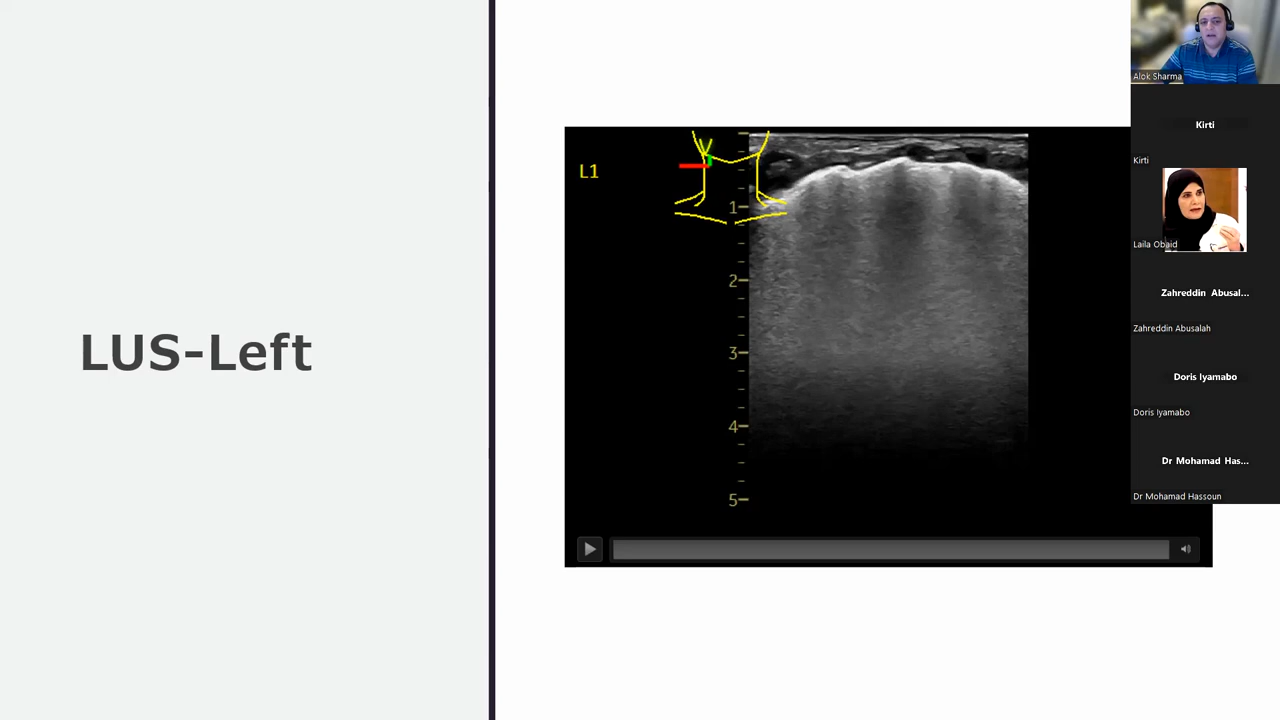 LUS-Left
L1
V
1
2
3
4
5
Alok Sharma
Kirti
Kirti
Laila Obaid
Zahreddin Abusal...
Zahreddin Abusalah
Doris Iyamabo
Doris Iyamabo
Dr Mohamad Has...
Dr Mohamad Hassoun